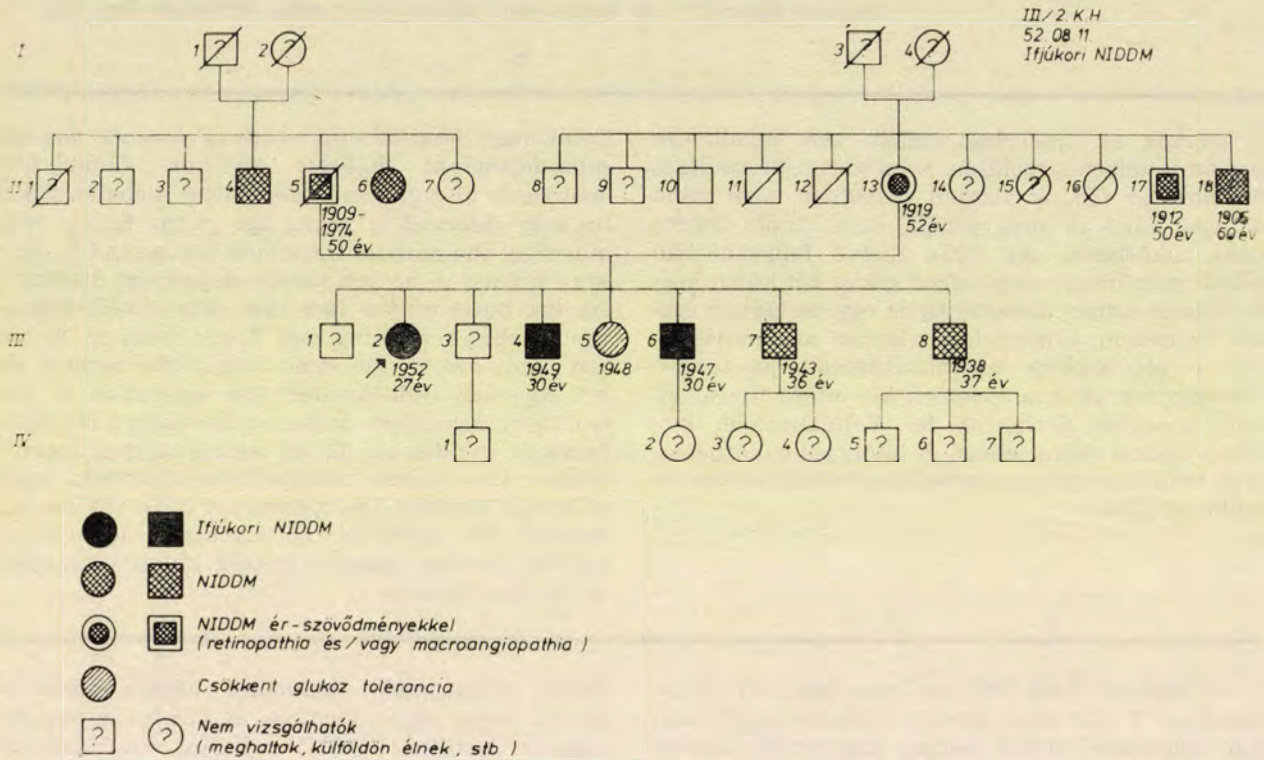 III/2. K.H.
52. 08. 11.
Ifjúkori NIDDM
I
1 ? 2 ? 3 ? 4 ?
II
1 ? 2 ? 3 ? 4 5 6 7 ? 8 ? 9 ? 10 11 12 13 14 ? 15 ? 16 17 18
1909-
1974
50 év
1919
52 év
1912
50 év
1906
60 év
III
1 ? 2 3 ? 4 5 6 7 8
1952
27 év
1949
30 év
1948
1947
30 év
1943
36 év
1938
37 év
IV
1 ? 2 ? 3 ? 4 ? 5 ? 6 ? 7 ?
Ifjúkori NIDDM
NIDDM
NIDDM ér-szövődményekkel
(retinopathia és/vagy macroangiopathia)
Csökkent glukoz tolerancia
? ? Nem vizsgálhatók
(meghaltak, külföldön élnek, stb)